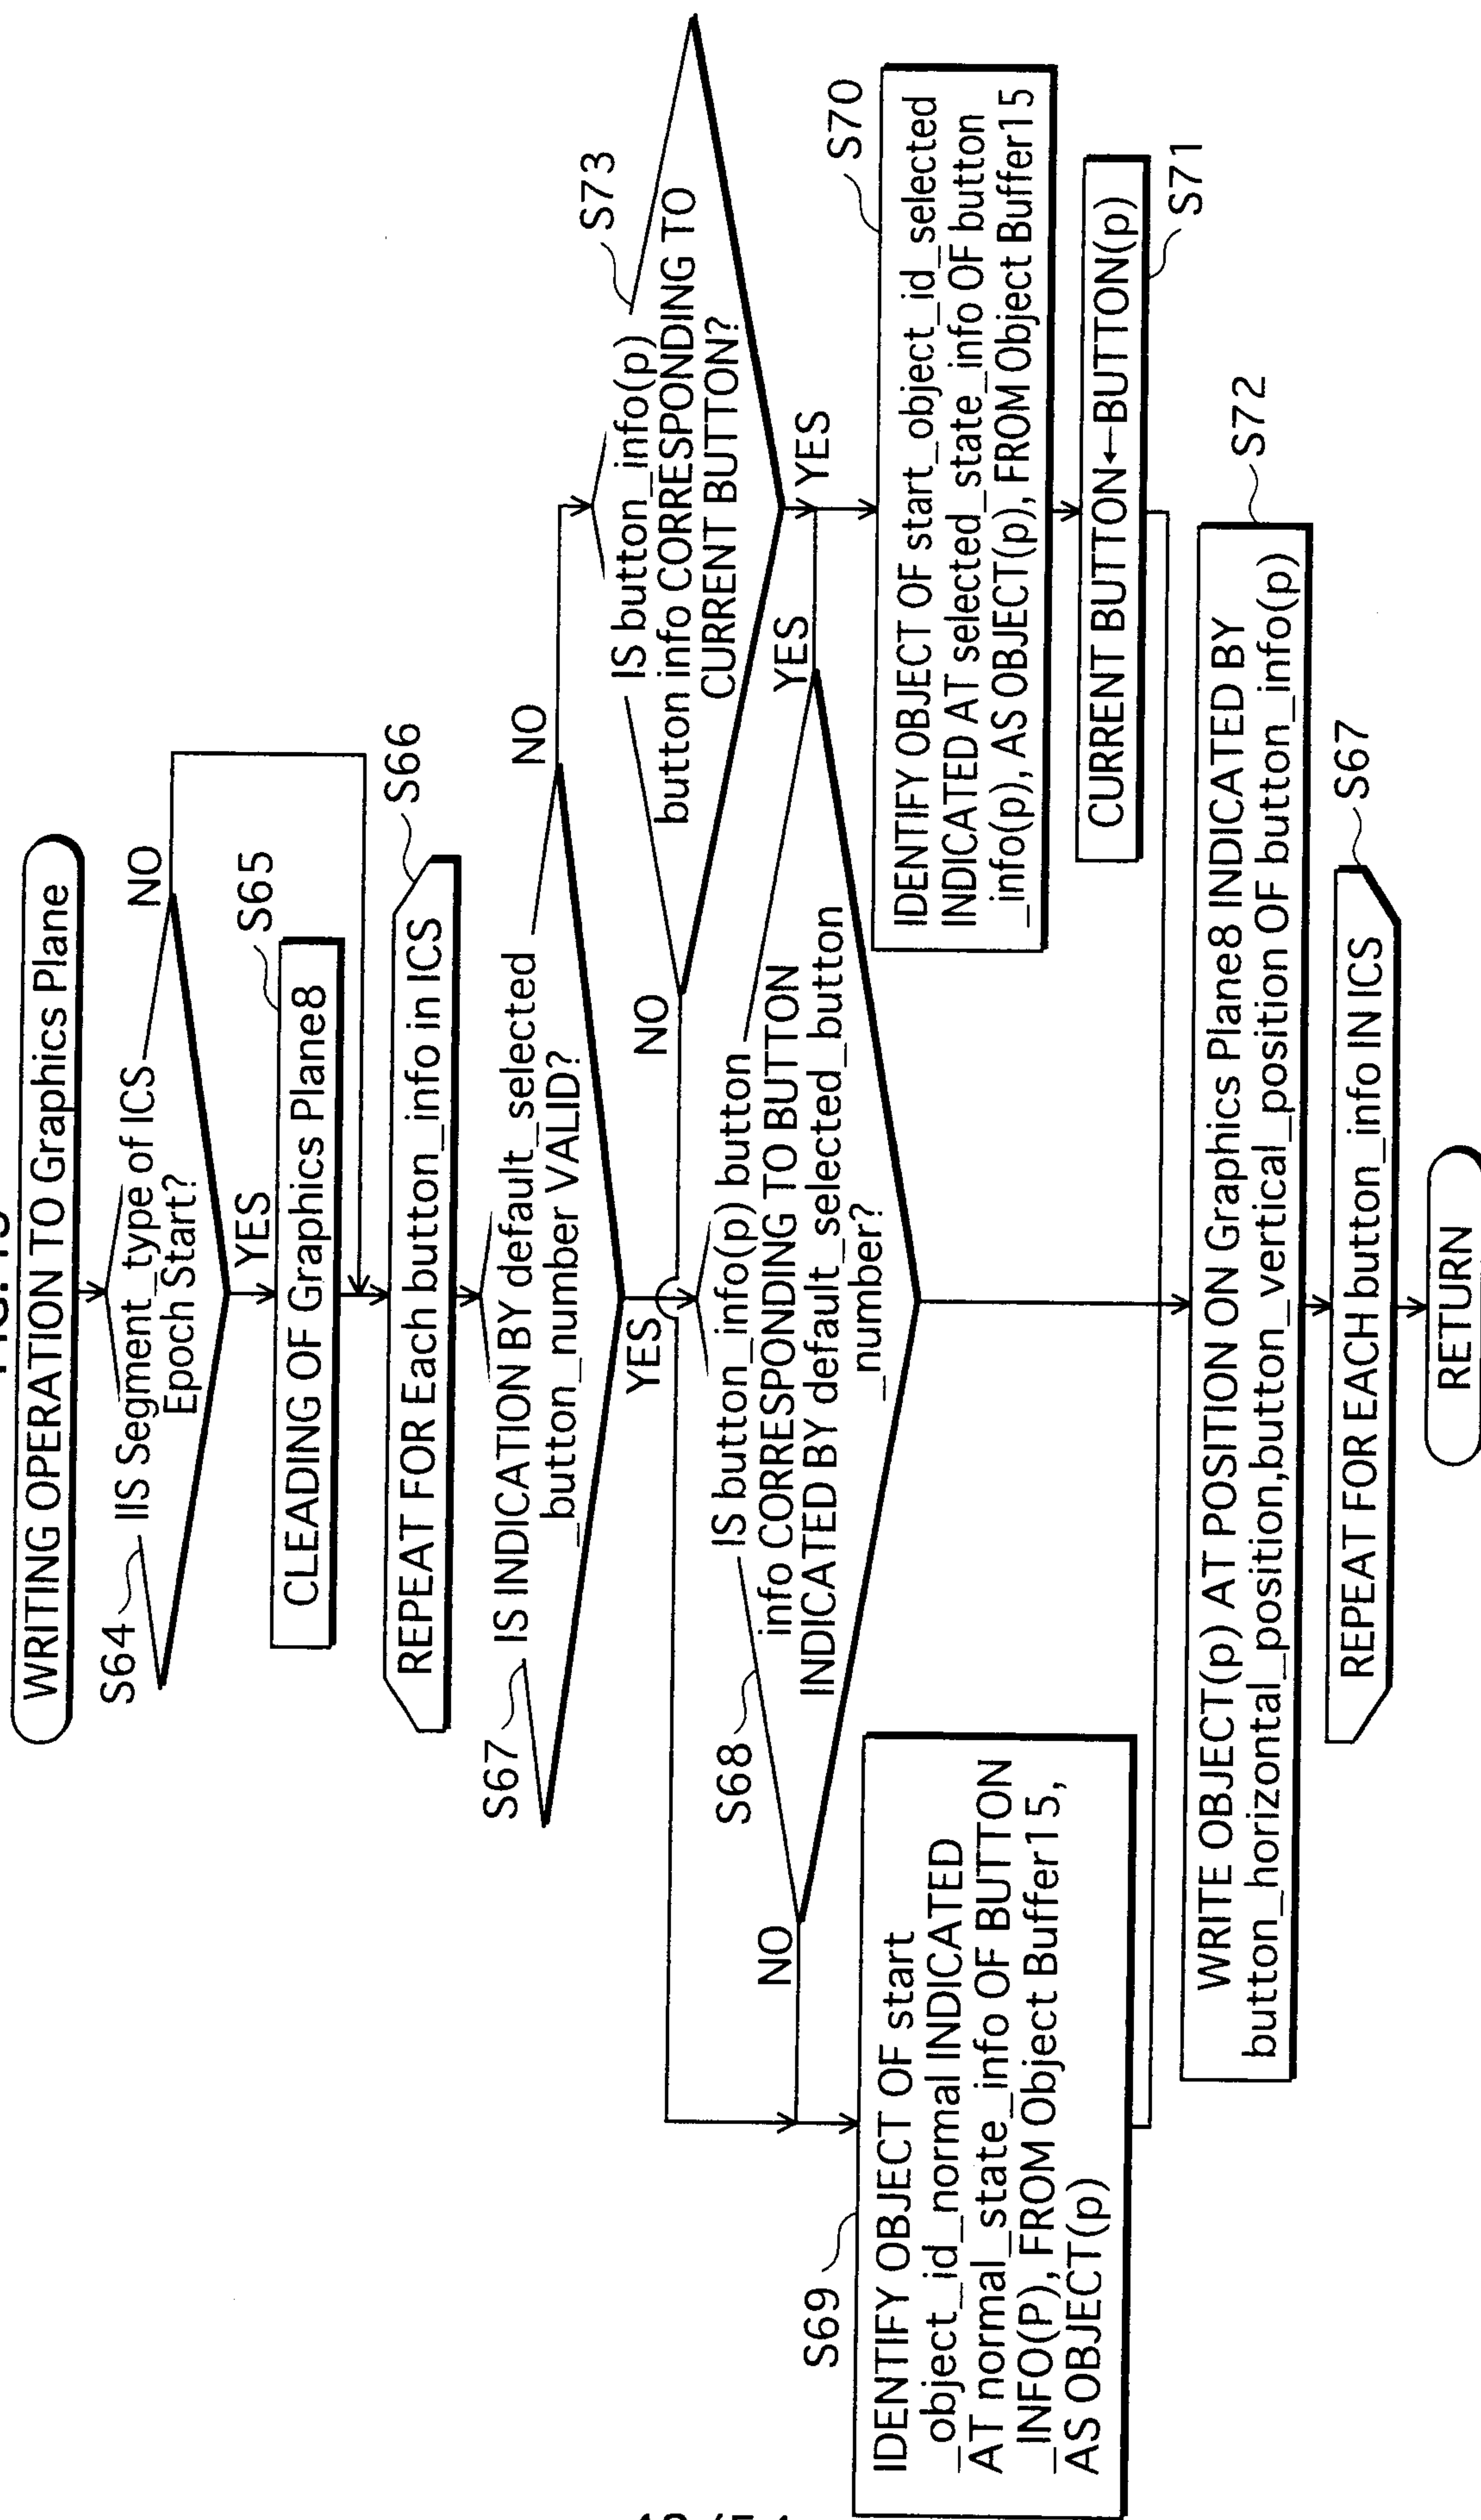 WRITING OPERATION TO Graphics Plane
S64
IIS Segment_type of ICS
Epoch Start?
NO
YES
S65
CLEADING OF Graphics Plane8
S66
REPEAT FOR Each button_info in ICS
S67
IS INDICATION BY default_selected
_button_number VALID?
NO
YES
S73
IS button_info(p)
button info CORRESPONDING TO
CURRENT BUTTON?
NO
YES
S68
IS button_info(p) button
info CORRESPONDING TO BUTTON
INDICATED BY default_selected_button
_number?
NO
YES
S69
IDENTIFY OBJECT OF start
_object_id_normal INDICATED
AT normal_state_info OF BUTTON
_INFO(P), FROM Object Buffer15,
AS OBJECT(p)
S70
IDENTIFY OBJECT OF start_object_id_selected
INDICATED AT selected_state_info OF button
_info(p), AS OBJECT(p), FROM Object Buffer15
CURRENT BUTTON←BUTTON(p)
S71
S72
WRITE OBJECT(p) AT POSITION ON Graphics Plane8 INDICATED BY
button_horizontal_position,button_vertical_position OF button_info(p)
S67
REPEAT FOR EACH button_info IN ICS
RETURN